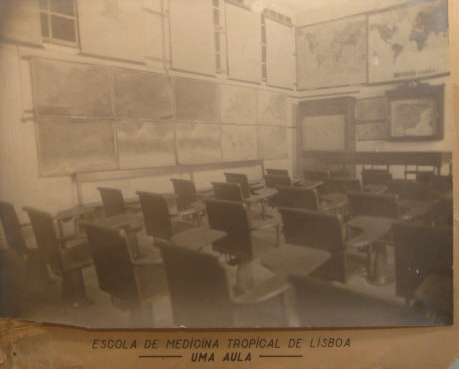 ESCOLA DE MEDICINA TROPICAL DE LISBOA
UMA AULA